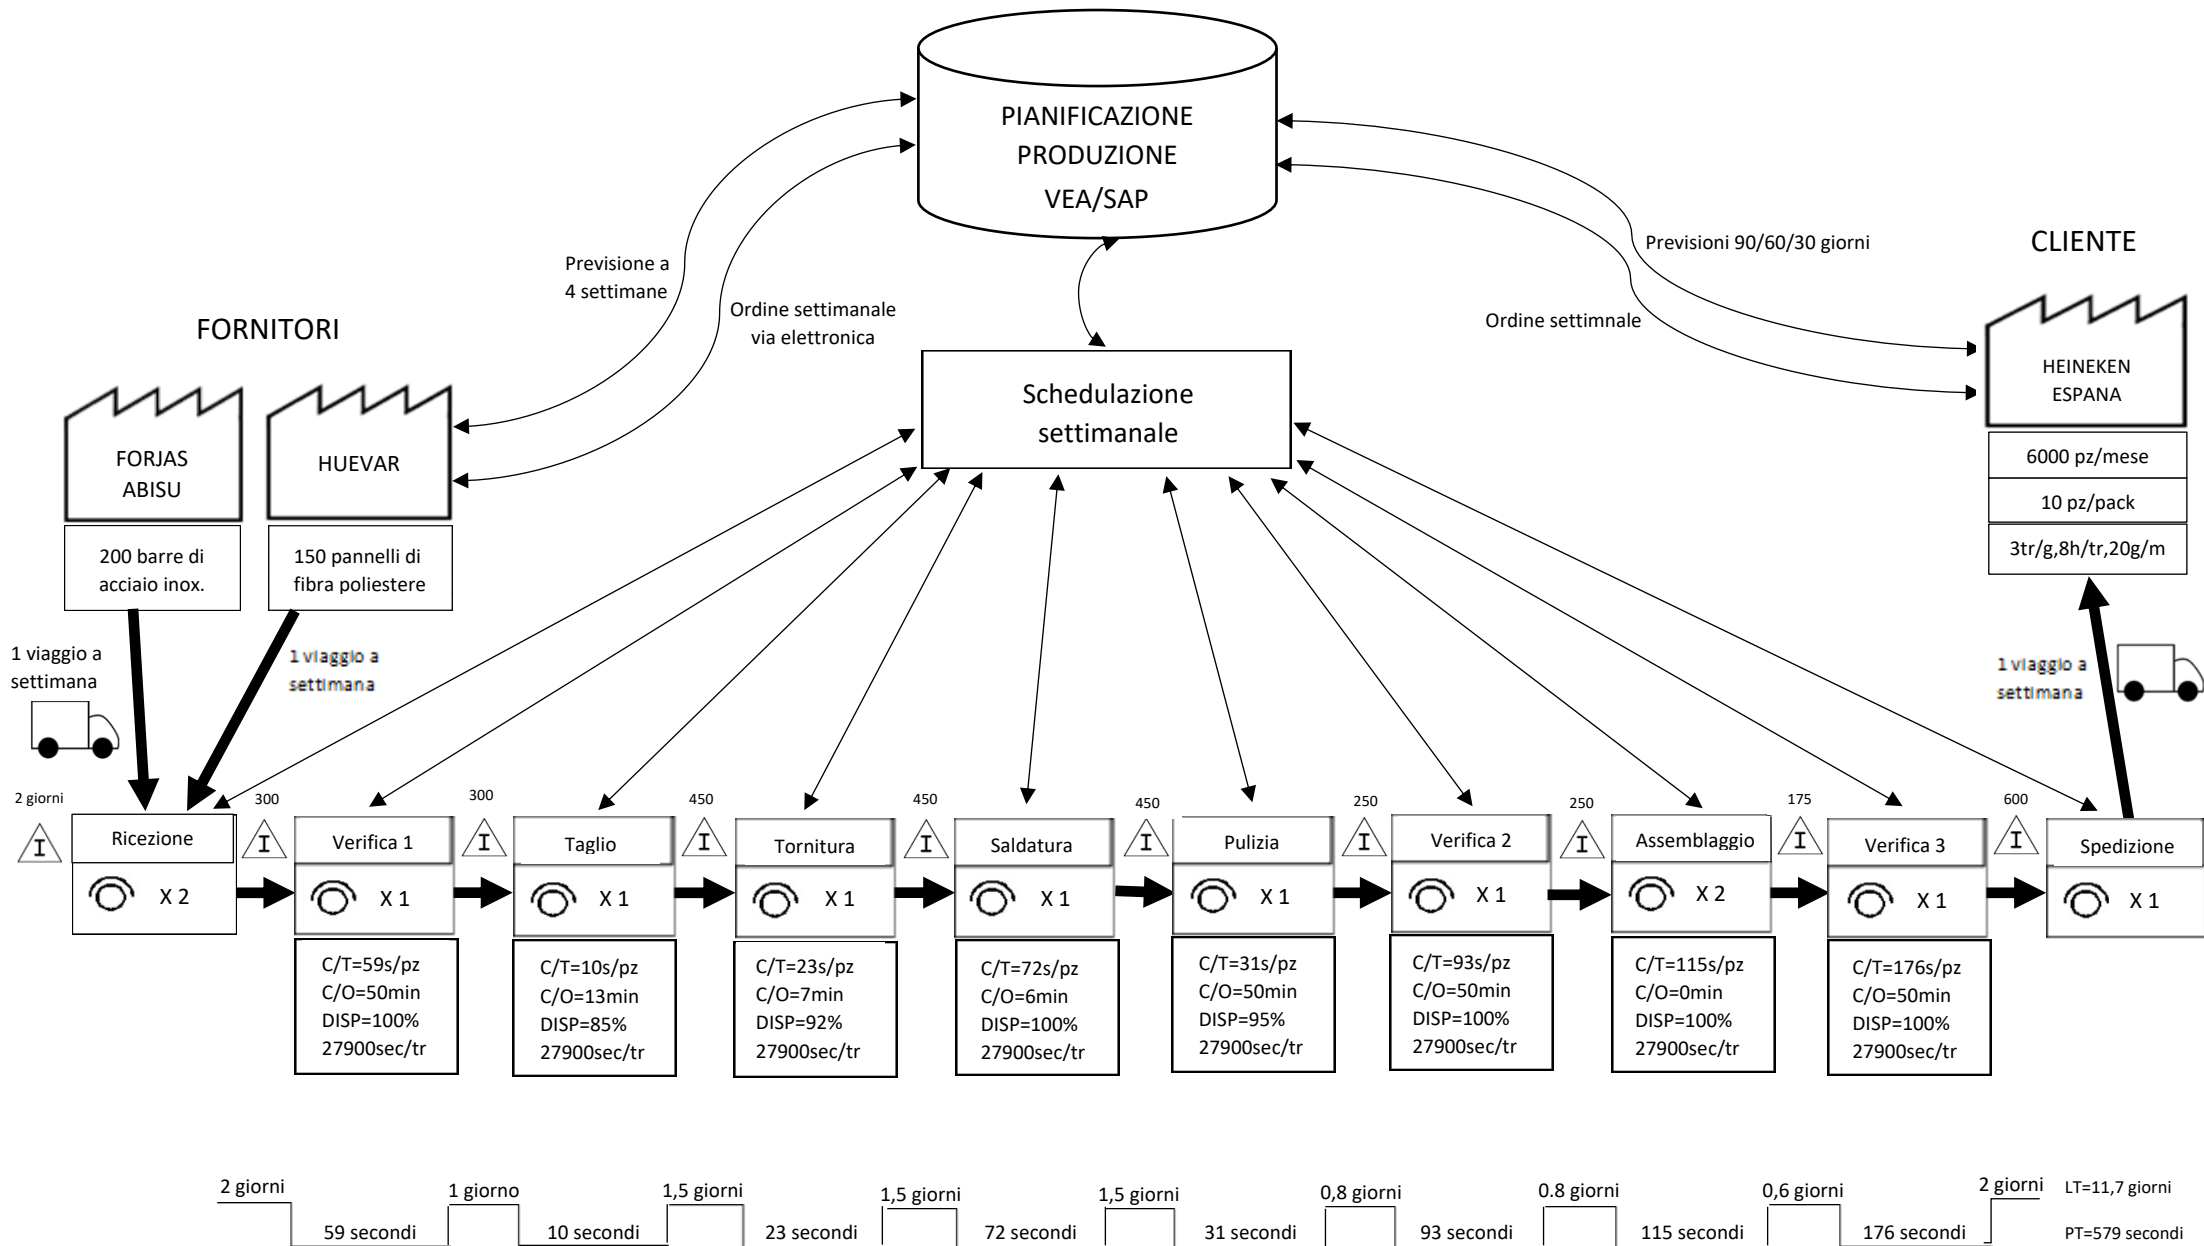 PIANIFICAZIONE
PRODUZIONE
VEA/SAP
Previsione a
4 settimane
Ordine settimanale
via elettronica
Previsioni 90/60/30 giorni
Ordine settimnale
CLIENTE
HEINEKEN
ESPANA
6000 pz/mese
10 pz/pack
3tr/g,8h/tr,20g/m
FORNITORI
FORJAS
ABISU
HUEVAR
200 barre di
acciaio inox.
150 pannelli di
fibra poliestere
Schedulazione
settimanale
1 viaggio a
settimana
1 viaggio a
settimana
1 viaggio a
settimana
2 giorni
I
Ricezione
X 2
300
I
Verifica 1
X 1
C/T=59s/pz
C/O=50min
DISP=100%
27900sec/tr
300
I
Taglio
X 1
C/T=10s/pz
C/O=13min
DISP=85%
27900sec/tr
450
I
Tornitura
X 1
C/T=23s/pz
C/O=7min
DISP=92%
27900sec/tr
450
I
Saldatura
X 1
C/T=72s/pz
C/O=6min
DISP=100%
27900sec/tr
450
I
Pulizia
X 1
C/T=31s/pz
C/O=50min
DISP=95%
27900sec/tr
250
I
Verifica 2
X 1
C/T=93s/pz
C/O=50min
DISP=100%
27900sec/tr
250
I
Assemblaggio
X 2
C/T=115s/pz
C/O=0min
DISP=100%
27900sec/tr
175
I
Verifica 3
X 1
C/T=176s/pz
C/O=50min
DISP=100%
27900sec/tr
600
I
Spedizione
X 1
2 giorni
59 secondi
1 giorno
10 secondi
1,5 giorni
23 secondi
1,5 giorni
72 secondi
1,5 giorni
31 secondi
0,8 giorni
93 secondi
0.8 giorni
115 secondi
0,6 giorni
176 secondi
2 giorni
LT=11,7 giorni
PT=579 secondi